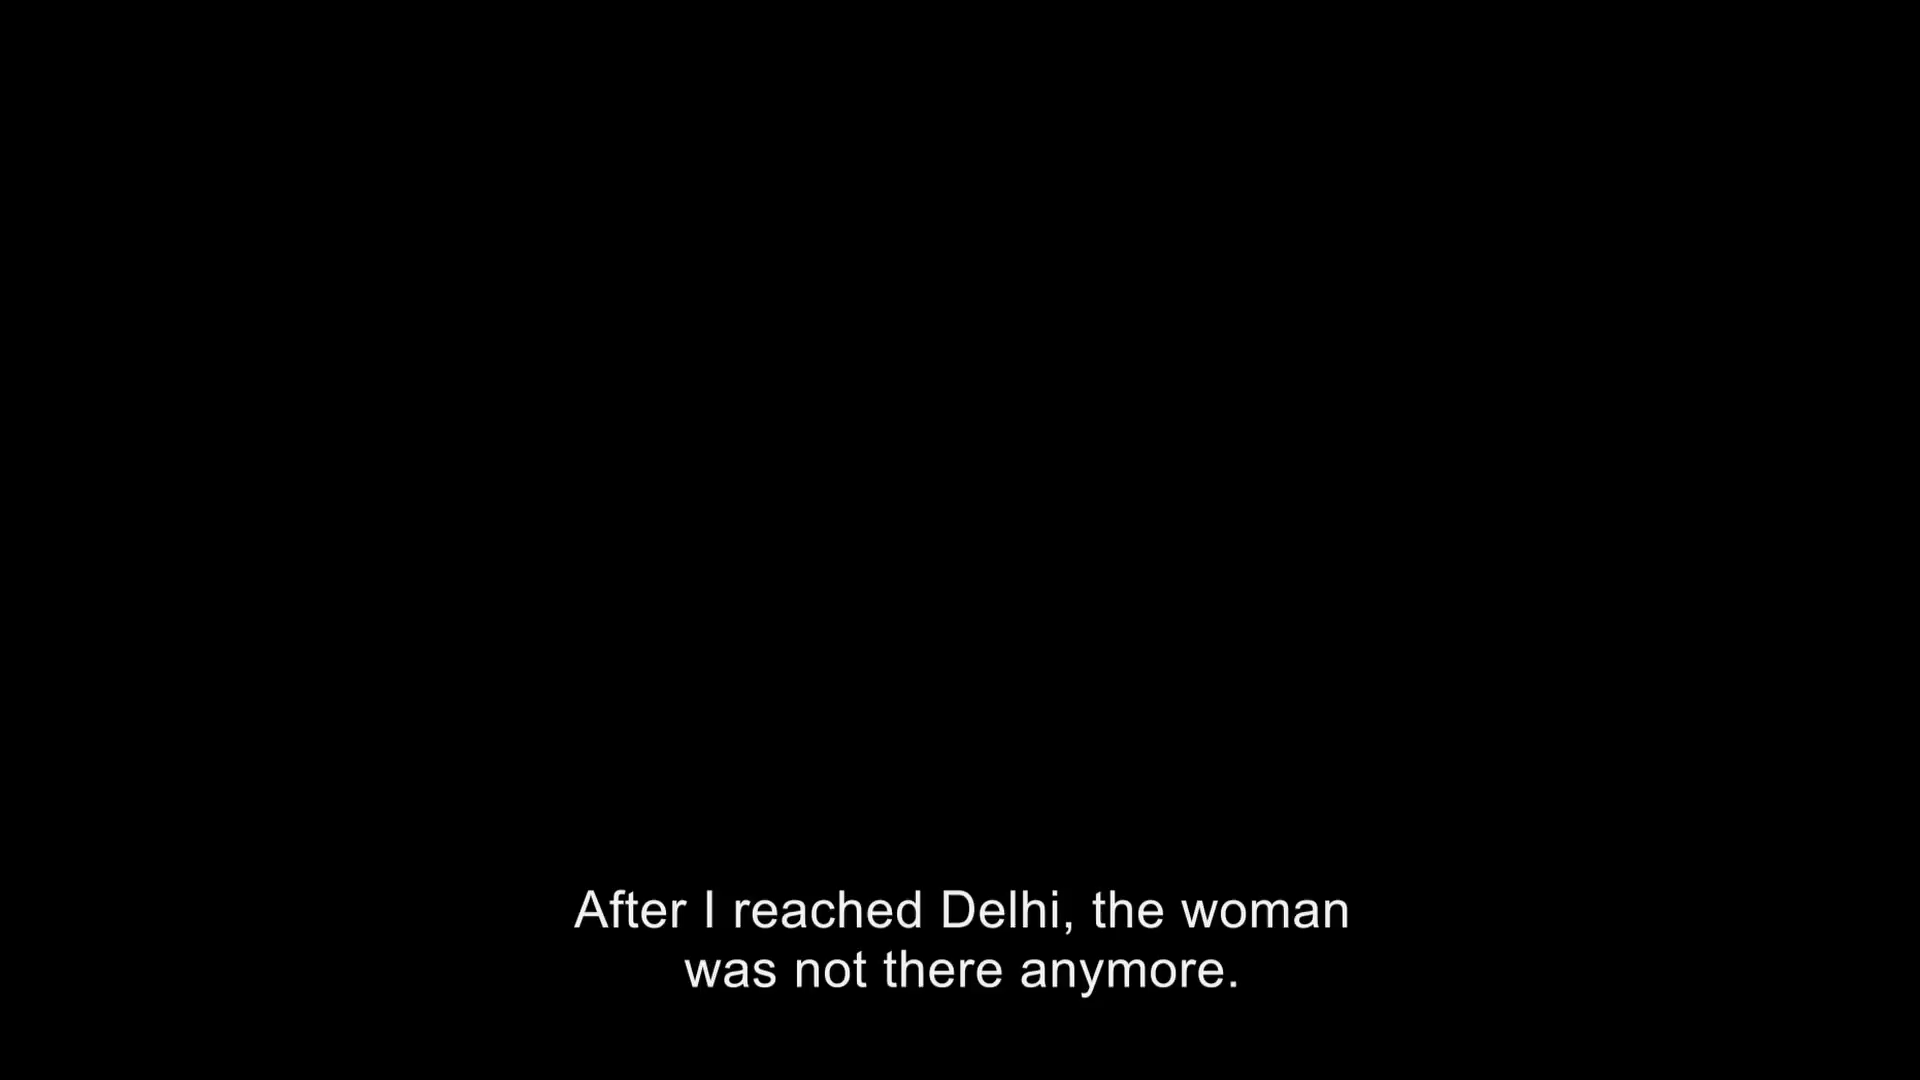 After I reached Delhi, the woman
was not there anymore.